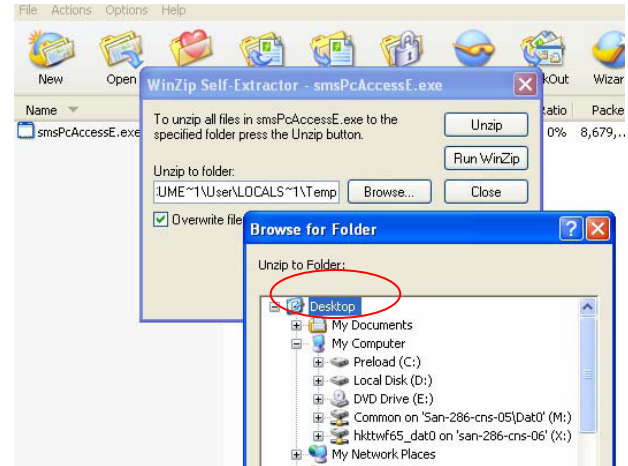 File Actions Options Help
New Open kOut Wizar
WinZip Self-Extractor - smsPcAccessE.exe
Name atio Packe
To unzip all files in smsPcAccessE.exe to the
specified folder press the Unzip button.
Unzip
smsPcAccessE.exe 0% 8,679,..
Run WinZip
Unzip to folder:
:UME~1\User\LOCALS~1\Temp Browse... Close
Overwrite file
Browse for Folder
Unzip to Folder:
Desktop
My Documents
My Computer
Preload (C:)
Local Disk (D:)
DVD Drive (E:)
Common on 'San-286-cns-05\Dat0' (M:)
hkttwf65_dat0 on 'san-286-cns-06' (X:)
My Network Places